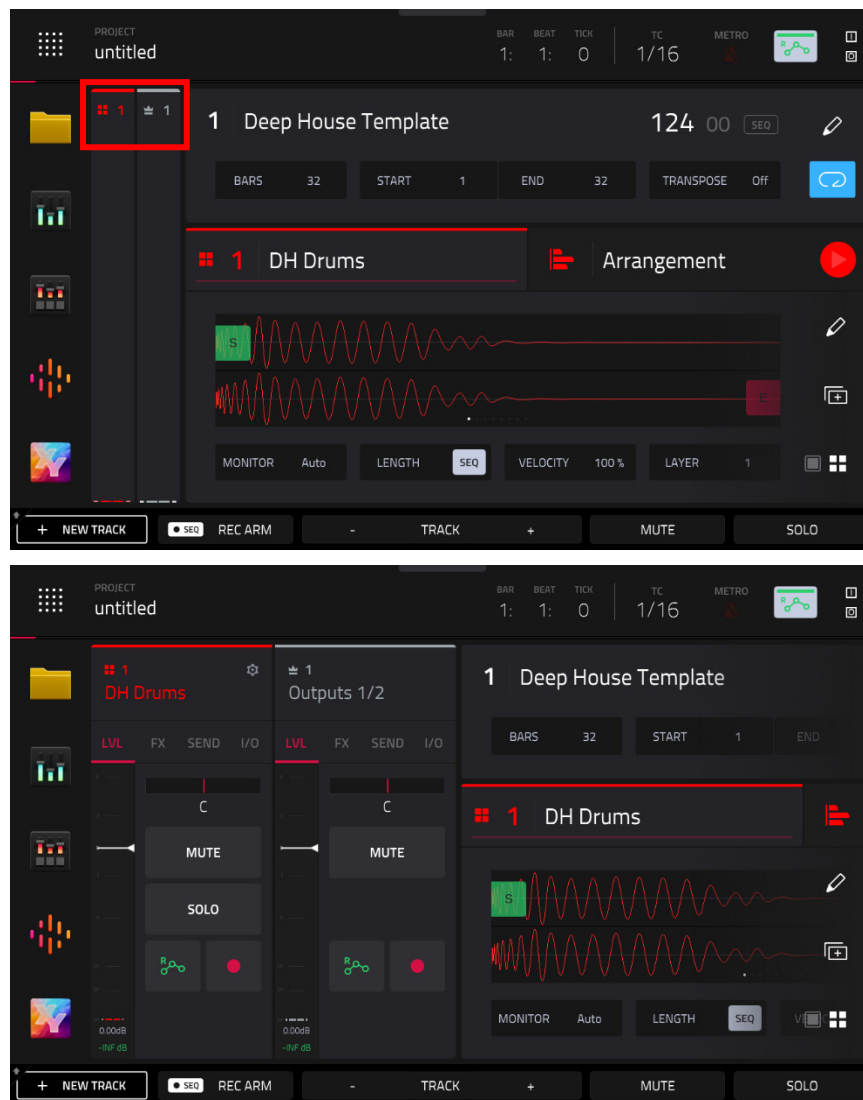 PROJECT
untitled
BAR BEAT TICK TC METRO
1: 1: 0 1/16
R
I
O
1 1
1 Deep House Template 124 00 SEQ
BARS 32 START 1 END 32 TRANSPOSE Off
1 DH Drums Arrangement
S
E
XY
MONITOR Auto LENGTH SEQ VELOCITY 100 % LAYER 1
+ NEW TRACK SEQ REC ARM - TRACK + MUTE SOLO
PROJECT
untitled
BAR BEAT TICK TC METRO
1: 1: 0 1/16
R
I
O
1
DH Drums
1
Outputs 1/2
1 Deep House Template
LVL FX SEND I/O LVL FX SEND I/O
BARS 32 START 1 END
C C
1 DH Drums
MUTE MUTE
SOLO
S
R R
XY
0.00dB 0.00dB
-INF dB -INF dB
MONITOR Auto LENGTH SEQ
+ NEW TRACK SEQ REC ARM - TRACK + MUTE SOLO